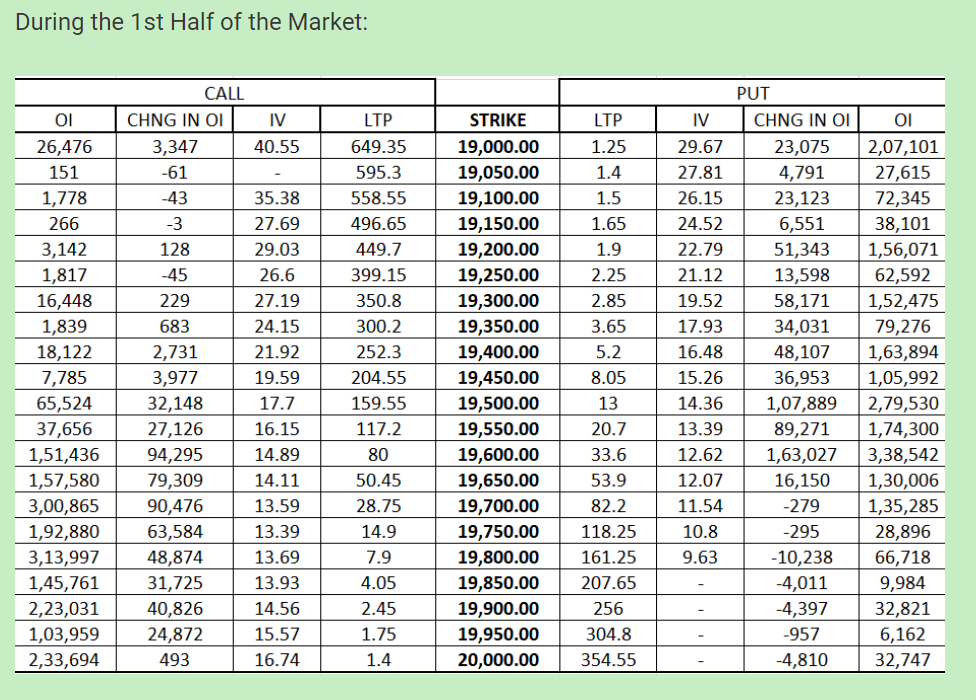 During the 1st Half of the Market:
CALL PUT
OI CHNG IN OI IV LTP STRIKE LTP IV CHNG IN OI OI
26,476 3,347 40.55 649.35 19,000.00 1.25 29.67 23,075 2,07,101
151 -61 - 595.3 19,050.00 1.4 27.81 4,791 27,615
1,778 -43 35.38 558.55 19,100.00 1.5 26.15 23,123 72,345
266 -3 27.69 496.65 19,150.00 1.65 24.52 6,551 38,101
3,142 128 29.03 449.7 19,200.00 1.9 22.79 51,343 1,56,071
1,817 -45 26.6 399.15 19,250.00 2.25 21.12 13,598 62,592
16,448 229 27.19 350.8 19,300.00 2.85 19.52 58,171 1,52,475
1,839 683 24.15 300.2 19,350.00 3.65 17.93 34,031 79,276
18,122 2,731 21.92 252.3 19,400.00 5.2 16.48 48,107 1,63,894
7,785 3,977 19.59 204.55 19,450.00 8.05 15.26 36,953 1,05,992
65,524 32,148 17.7 159.55 19,500.00 13 14.36 1,07,889 2,79,530
37,656 27,126 16.15 117.2 19,550.00 20.7 13.39 89,271 1,74,300
1,51,436 94,295 14.89 80 19,600.00 33.6 12.62 1,63,027 3,38,542
1,57,580 79,309 14.11 50.45 19,650.00 53.9 12.07 16,150 1,30,006
3,00,865 90,476 13.59 28.75 19,700.00 82.2 11.54 -279 1,35,285
1,92,880 63,584 13.39 14.9 19,750.00 118.25 10.8 -295 28,896
3,13,997 48,874 13.69 7.9 19,800.00 161.25 9.63 -10,238 66,718
1,45,761 31,725 13.93 4.05 19,850.00 207.65 - -4,011 9,984
2,23,031 40,826 14.56 2.45 19,900.00 256 - -4,397 32,821
1,03,959 24,872 15.57 1.75 19,950.00 304.8 - -957 6,162
2,33,694 493 16.74 1.4 20,000.00 354.55 - -4,810 32,747